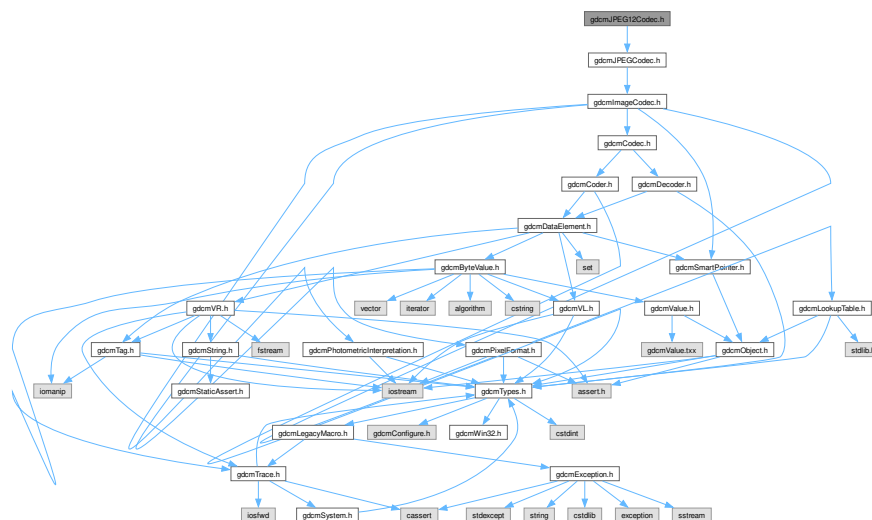 gdcmJPEG12Codec.h
gdcmJPEGCodec.h
gdcmImageCodec.h
gdcmCodec.h
gdcmCoder.h
gdcmDecoder.h
gdcmDataElement.h
gdcmByteValue.h
set
gdcmSmartPointer.h
gdcmVR.h
vector
iterator
algorithm
cstring
gdcmVL.h
gdcmValue.h
gdcmLookupTable.h
gdcmTag.h
gdcmString.h
fstream
gdcmPhotometricInterpretation.h
gdcmPixelFormat.h
gdcmValue.txx
gdcmObject.h
stdlib.h
iomanip
gdcmStaticAssert.h
iostream
gdcmTypes.h
assert.h
gdcmLegacyMacro.h
gdcmConfigure.h
gdcmWin32.h
cstdint
gdcmTrace.h
gdcmException.h
iosfwd
gdcmSystem.h
cassert
stdexcept
string
cstdlib
exception
sstream